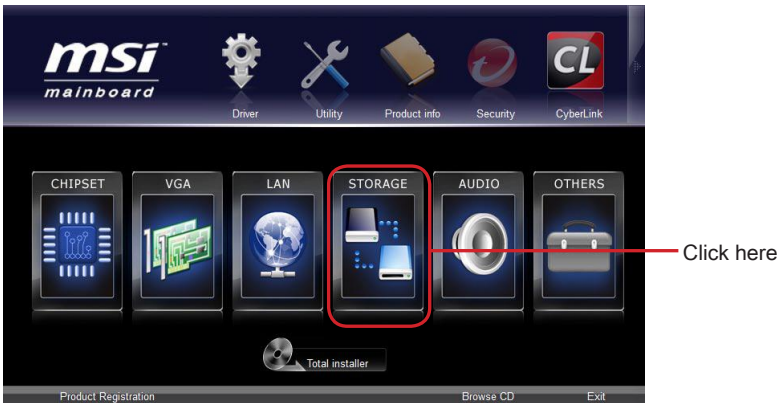 msi
mainboard
Driver
Utility
Product info
Security
CL
CyberLink
CHIPSET
VGA
LAN
STORAGE
AUDIO
OTHERS
Click here
Total installer
Product Registration
Browse CD
Exit